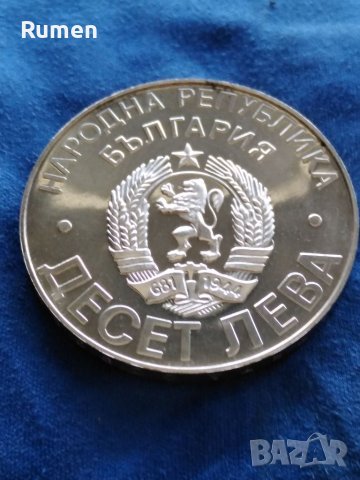 Rumen
НАРОДНА РЕПУБЛИКА
БЪЛГАРИЯ
681 1944
• ДЕСЕТ ЛЕВА •
BAZAR